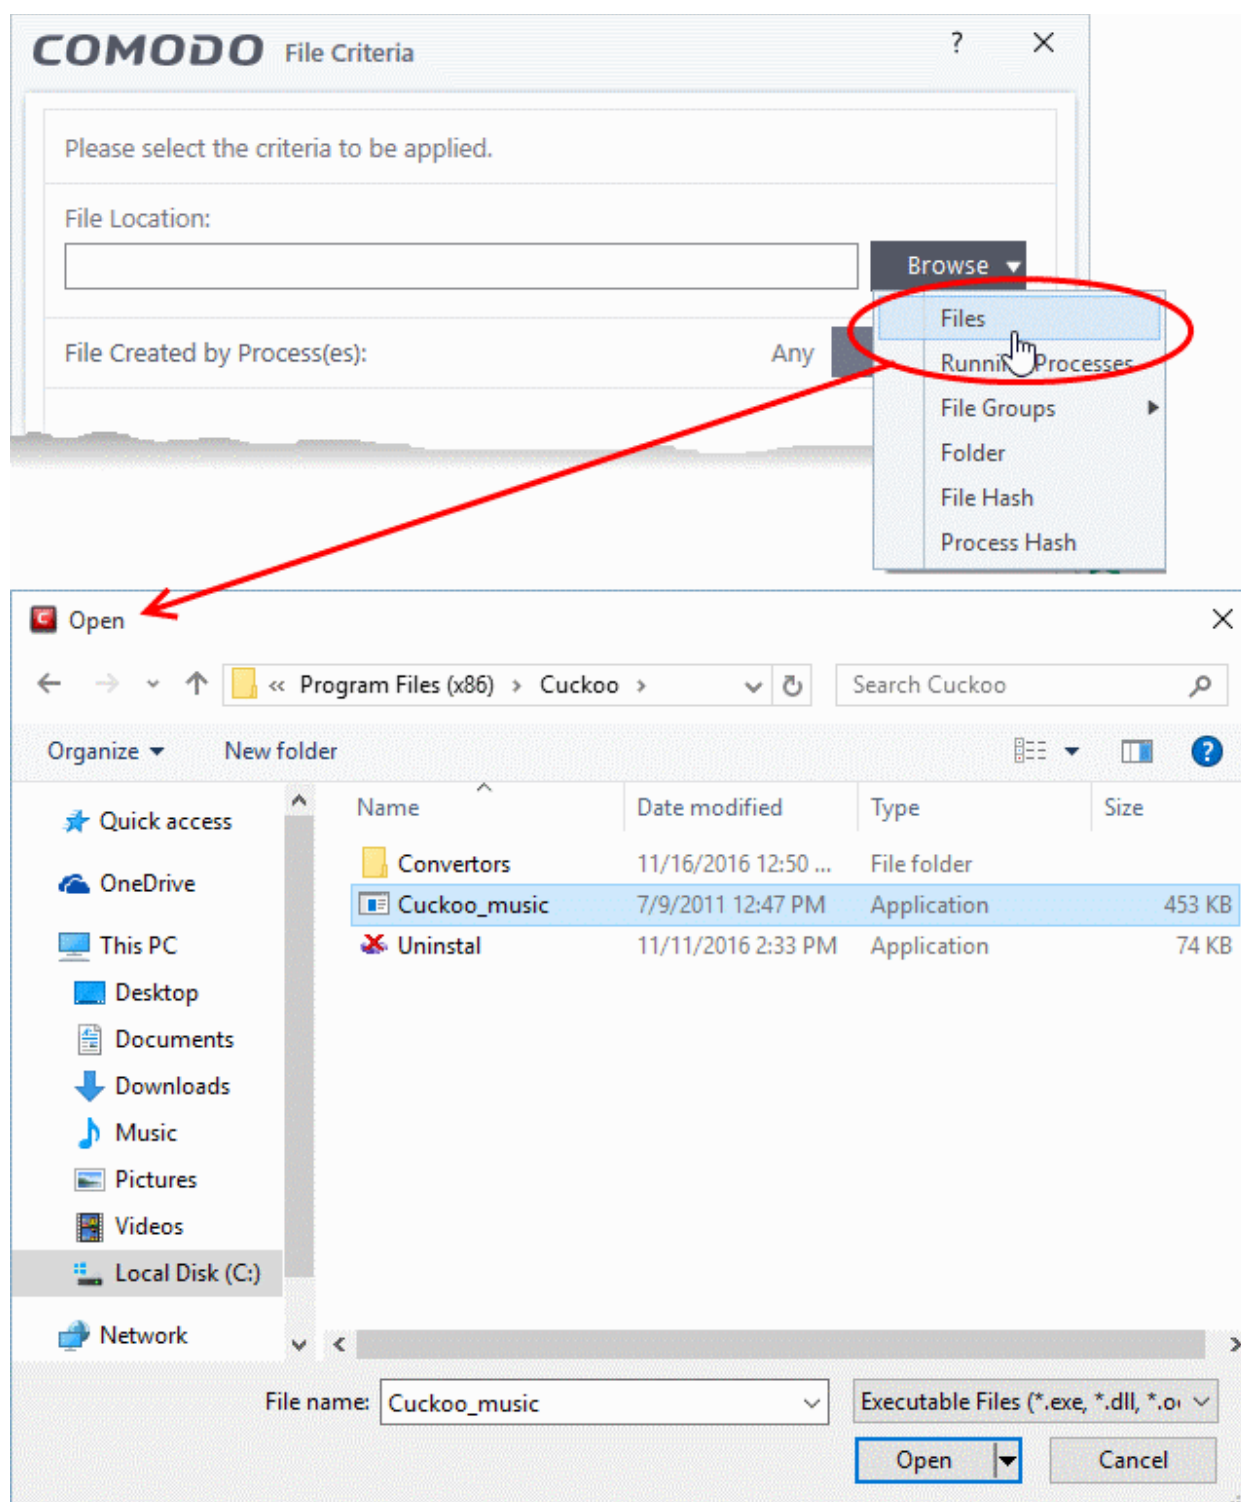 COMODO File Criteria ?
Please select the criteria to be applied.
File Location:
Browse
Files
File Created by Process(es): Any
Processes
File Groups
Folder
File Hash
Process Hash
Open
« Program Files (x86) > Cuckoo >
Search Cuckoo
Organize
New folder
?
Name Date modified Type Size
Quick access
OneDrive
This PC
Desktop
Documents
Downloads
Music
Pictures
Videos
Local Disk (C:)
Network
Convertors 11/16/2016 12:50 ... File folder
Cuckoo_music 7/9/2011 12:47 PM Application 453 KB
Uninstal 11/11/2016 2:33 PM Application 74 KB
File name: Cuckoo_music
Executable Files (*.exe, *.dll,
Open
Cancel